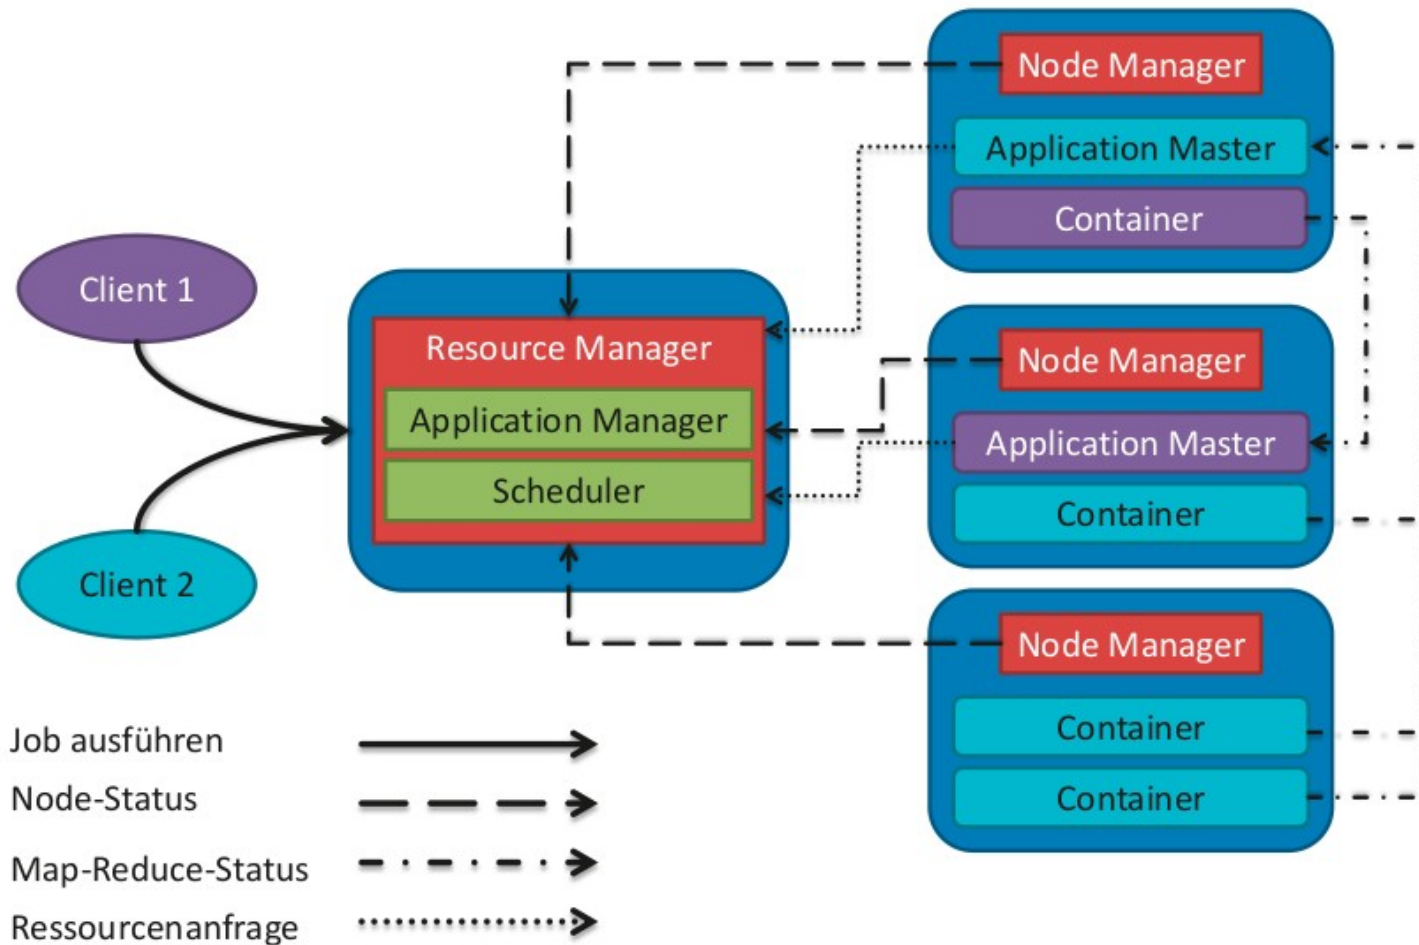 Client 1
Client 2
Resource Manager
Application Manager
Scheduler
Node Manager
Application Master
Container
Node Manager
Application Master
Container
Node Manager
Container
Container
Job ausführen
Node-Status
Map-Reduce-Status
Ressourcenanfrage